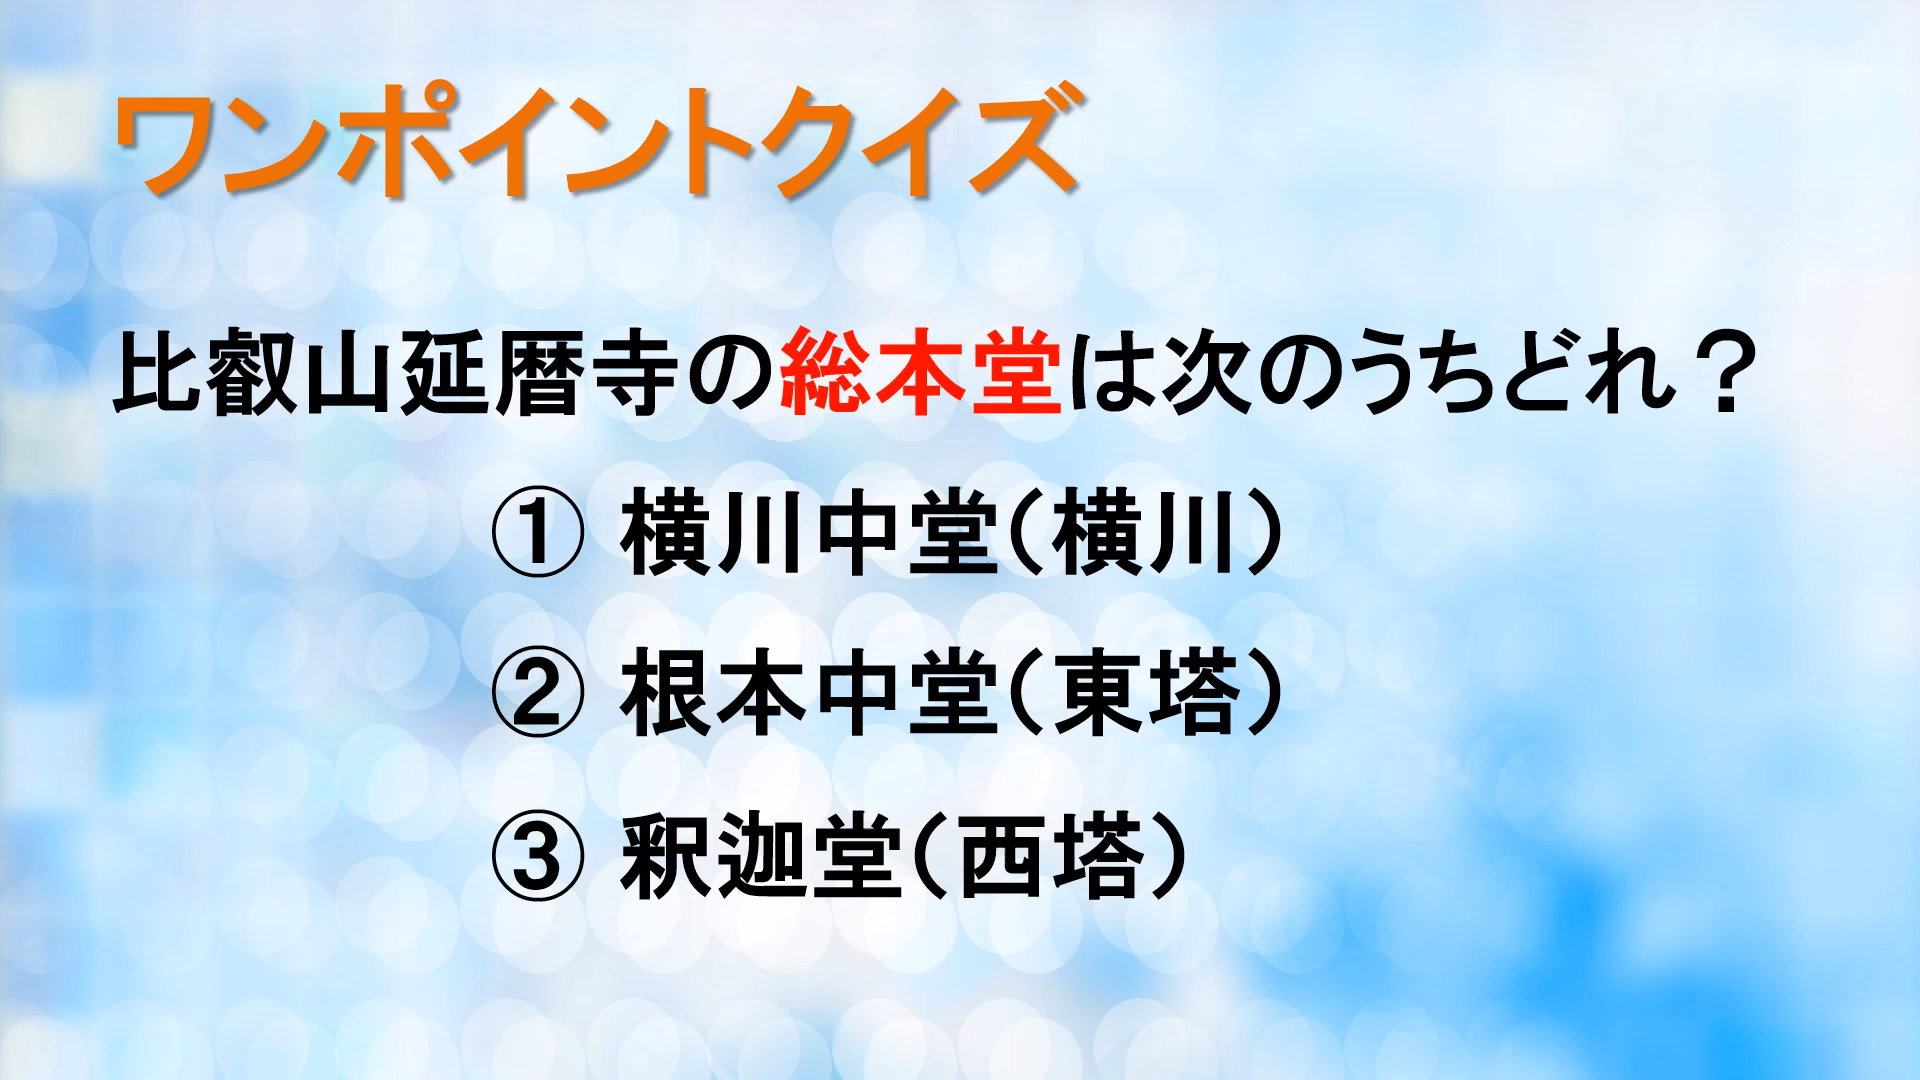 ワンポイントクイズ
比叡山延暦寺の総本堂は次のうちどれ？
① 横川中堂（横川）
② 根本中堂（東塔）
③ 釈迦堂（西塔）